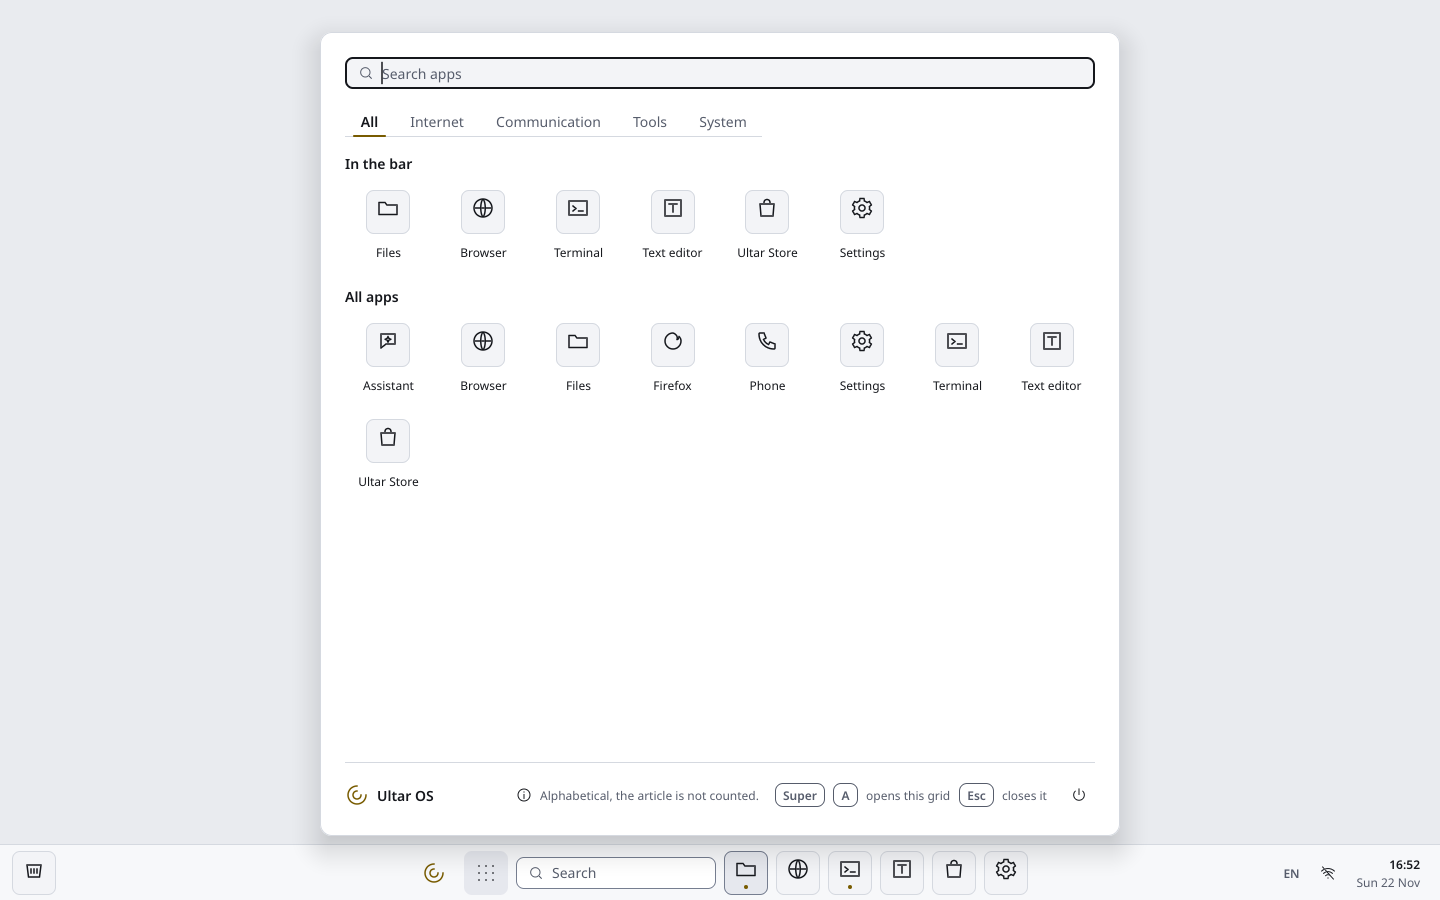 Search apps
All Internet Communication Tools System
In the bar
Files Browser Terminal Text editor Ultar Store Settings
All apps
Assistant Browser Files Firefox Phone Settings Terminal Text editor
Ultar Store
Ultar OS Alphabetical, the article is not counted. Super A opens this grid Esc closes it
Search EN 16:52
Sun 22 Nov